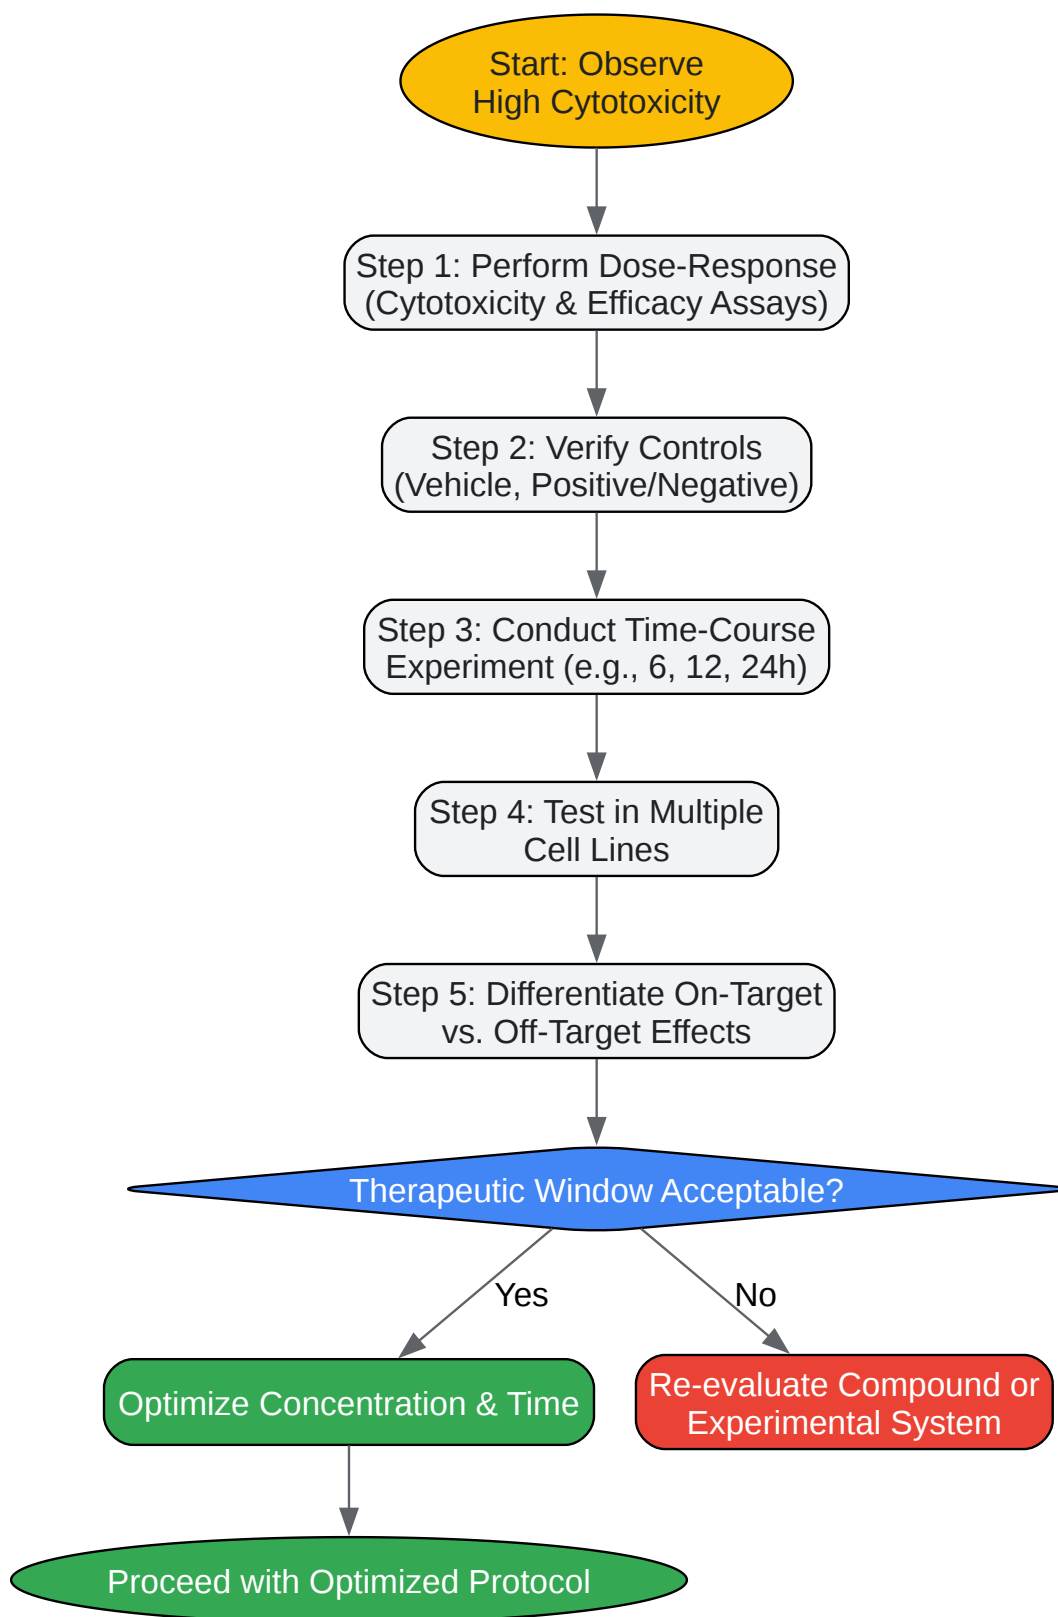 Start: Observe
High Cytotoxicity
Step 1: Perform Dose-Response
(Cytotoxicity & Efficacy Assays)
Step 2: Verify Controls
(Vehicle, Positive/Negative)
Step 3: Conduct Time-Course
Experiment (e.g., 6, 12, 24h)
Step 4: Test in Multiple
Cell Lines
Step 5: Differentiate On-Target
vs. Off-Target Effects
Therapeutic Window Acceptable?
Yes
No
Optimize Concentration & Time
Re-evaluate Compound or
Experimental System
Proceed with Optimized Protocol